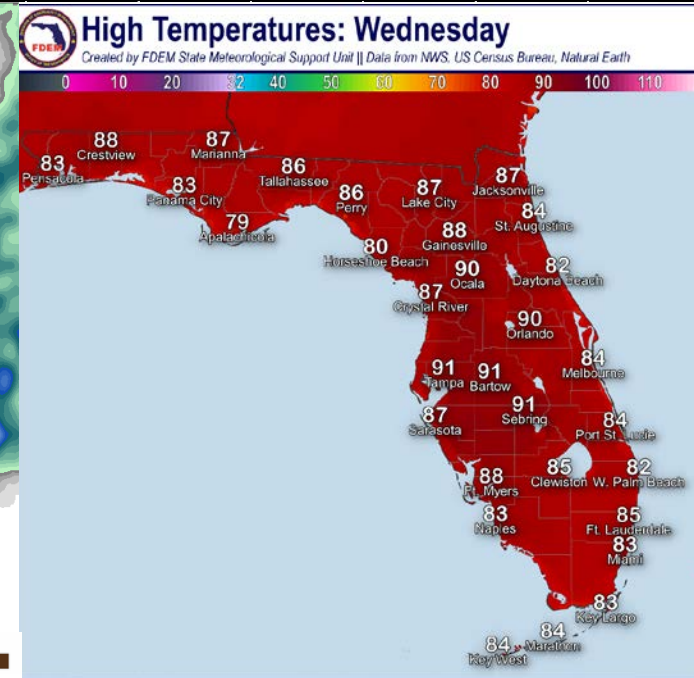 FDEM
High Temperatures: Wednesday
Created by FDEM State Meteorological Support Unit || Data from NWS, US Census Bureau, Natural Earth
0 10 20 32 40 50 60 70 80 90 100 110
88
Crestview
87
Marianna
83
Pensacola
83
Panama City
86
Tallahassee
79
Apalachicola
86
Perry
87
Lake City
87
Jacksonville
84
St. Augustine
80
Horseshoe Beach
88
Gainesville
90
Ocala
82
Daytona Beach
87
Crystal River
90
Orlando
84
Melbourne
91
Tampa
91
Bartow
91
Sebring
87
Sarasota
84
Port St. Lucie
88
Ft. Myers
85
Clewiston
82
W. Palm Beach
83
Naples
85
Ft. Lauderdale
83
Miami
83
Key Largo
84
Marathon
84
Key West